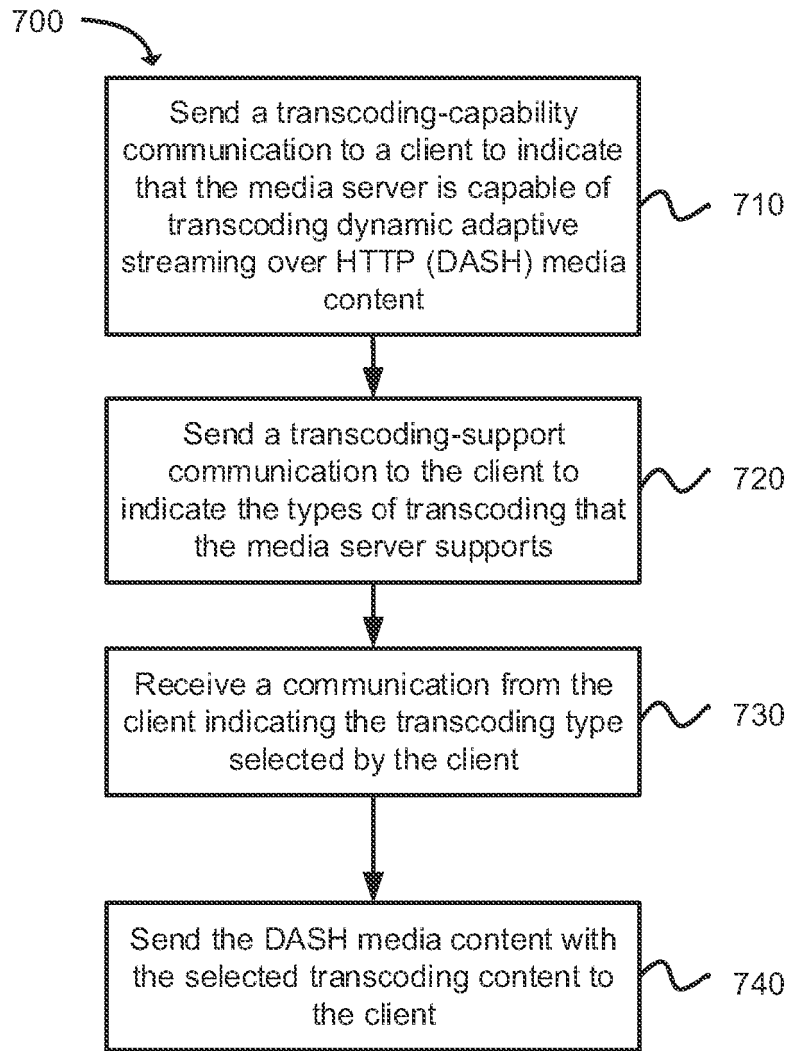 700
Send a transcoding-capability
communication to a client to indicate
that the media server is capable of
transcoding dynamic adaptive
streaming over HTTP (DASH) media
content
710
Send a transcoding-support
communication to the client to
indicate the types of transcoding that
the media server supports
720
Receive a communication from the
client indicating the transcoding type
selected by the client
730
Send the DASH media content with
the selected transcoding content to
the client
740